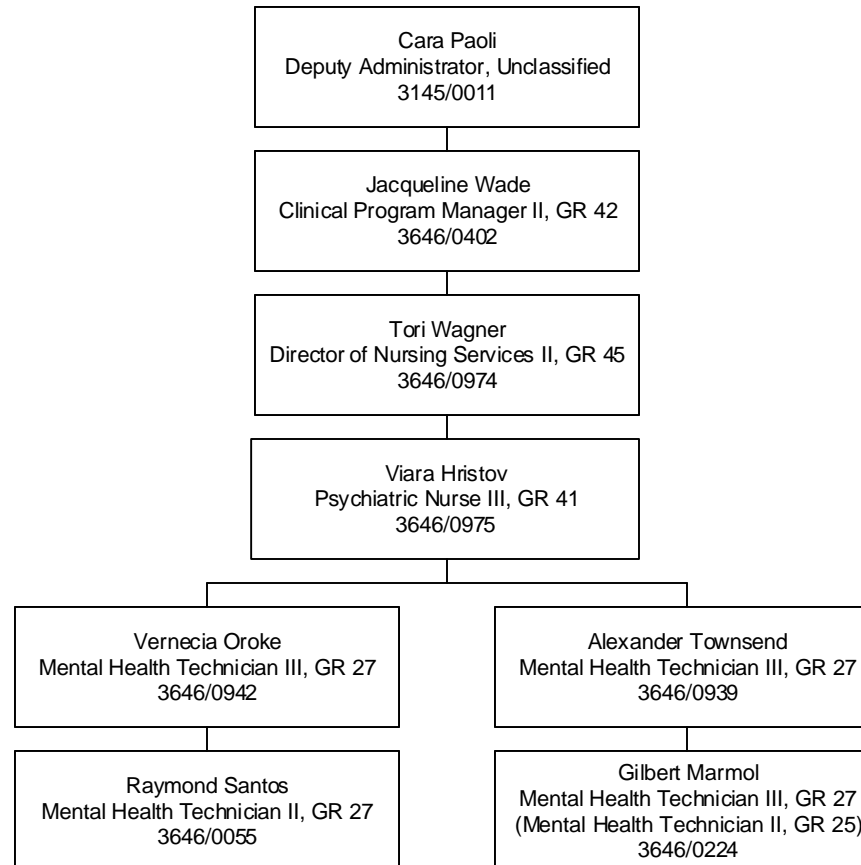 Cara Paoli
Deputy Administrator, Unclassified
3145/0011
Jacqueline Wade
Clinical Program Manager II, GR 42
3646/0402
Tori Wagner
Director of Nursing Services II, GR 45
3646/0974
Viara Hristov
Psychiatric Nurse III, GR 41
3646/0975
Vernecia Oroke
Mental Health Technician III, GR 27
3646/0942
Alexander Townsend
Mental Health Technician III, GR 27
3646/0939
Raymond Santos
Mental Health Technician II, GR 27
3646/0055
Gilbert Marmol
Mental Health Technician III, GR 27
(Mental Health Technician II, GR 25)
3646/0224